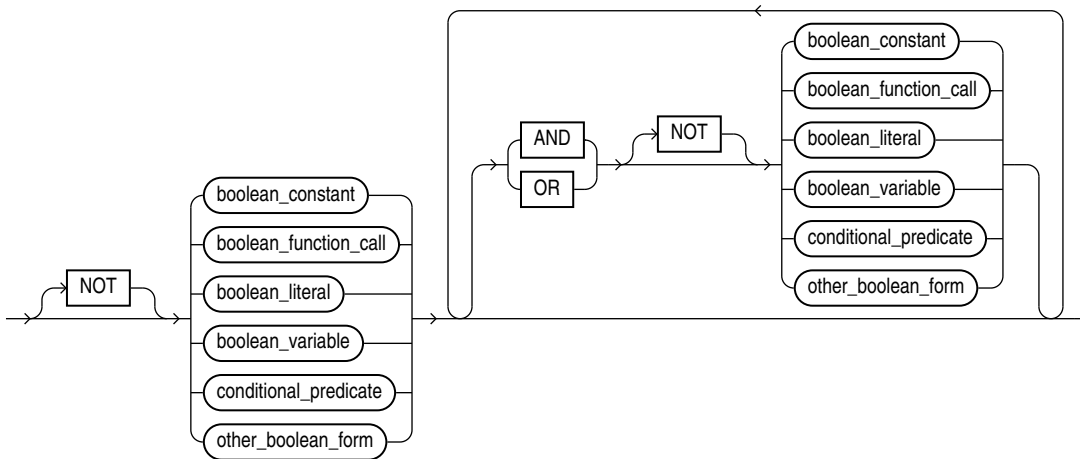 NOT
boolean_constant
boolean_function_call
boolean_literal
boolean_variable
conditional_predicate
other_boolean_form
AND
OR
NOT
boolean_constant
boolean_function_call
boolean_literal
boolean_variable
conditional_predicate
other_boolean_form